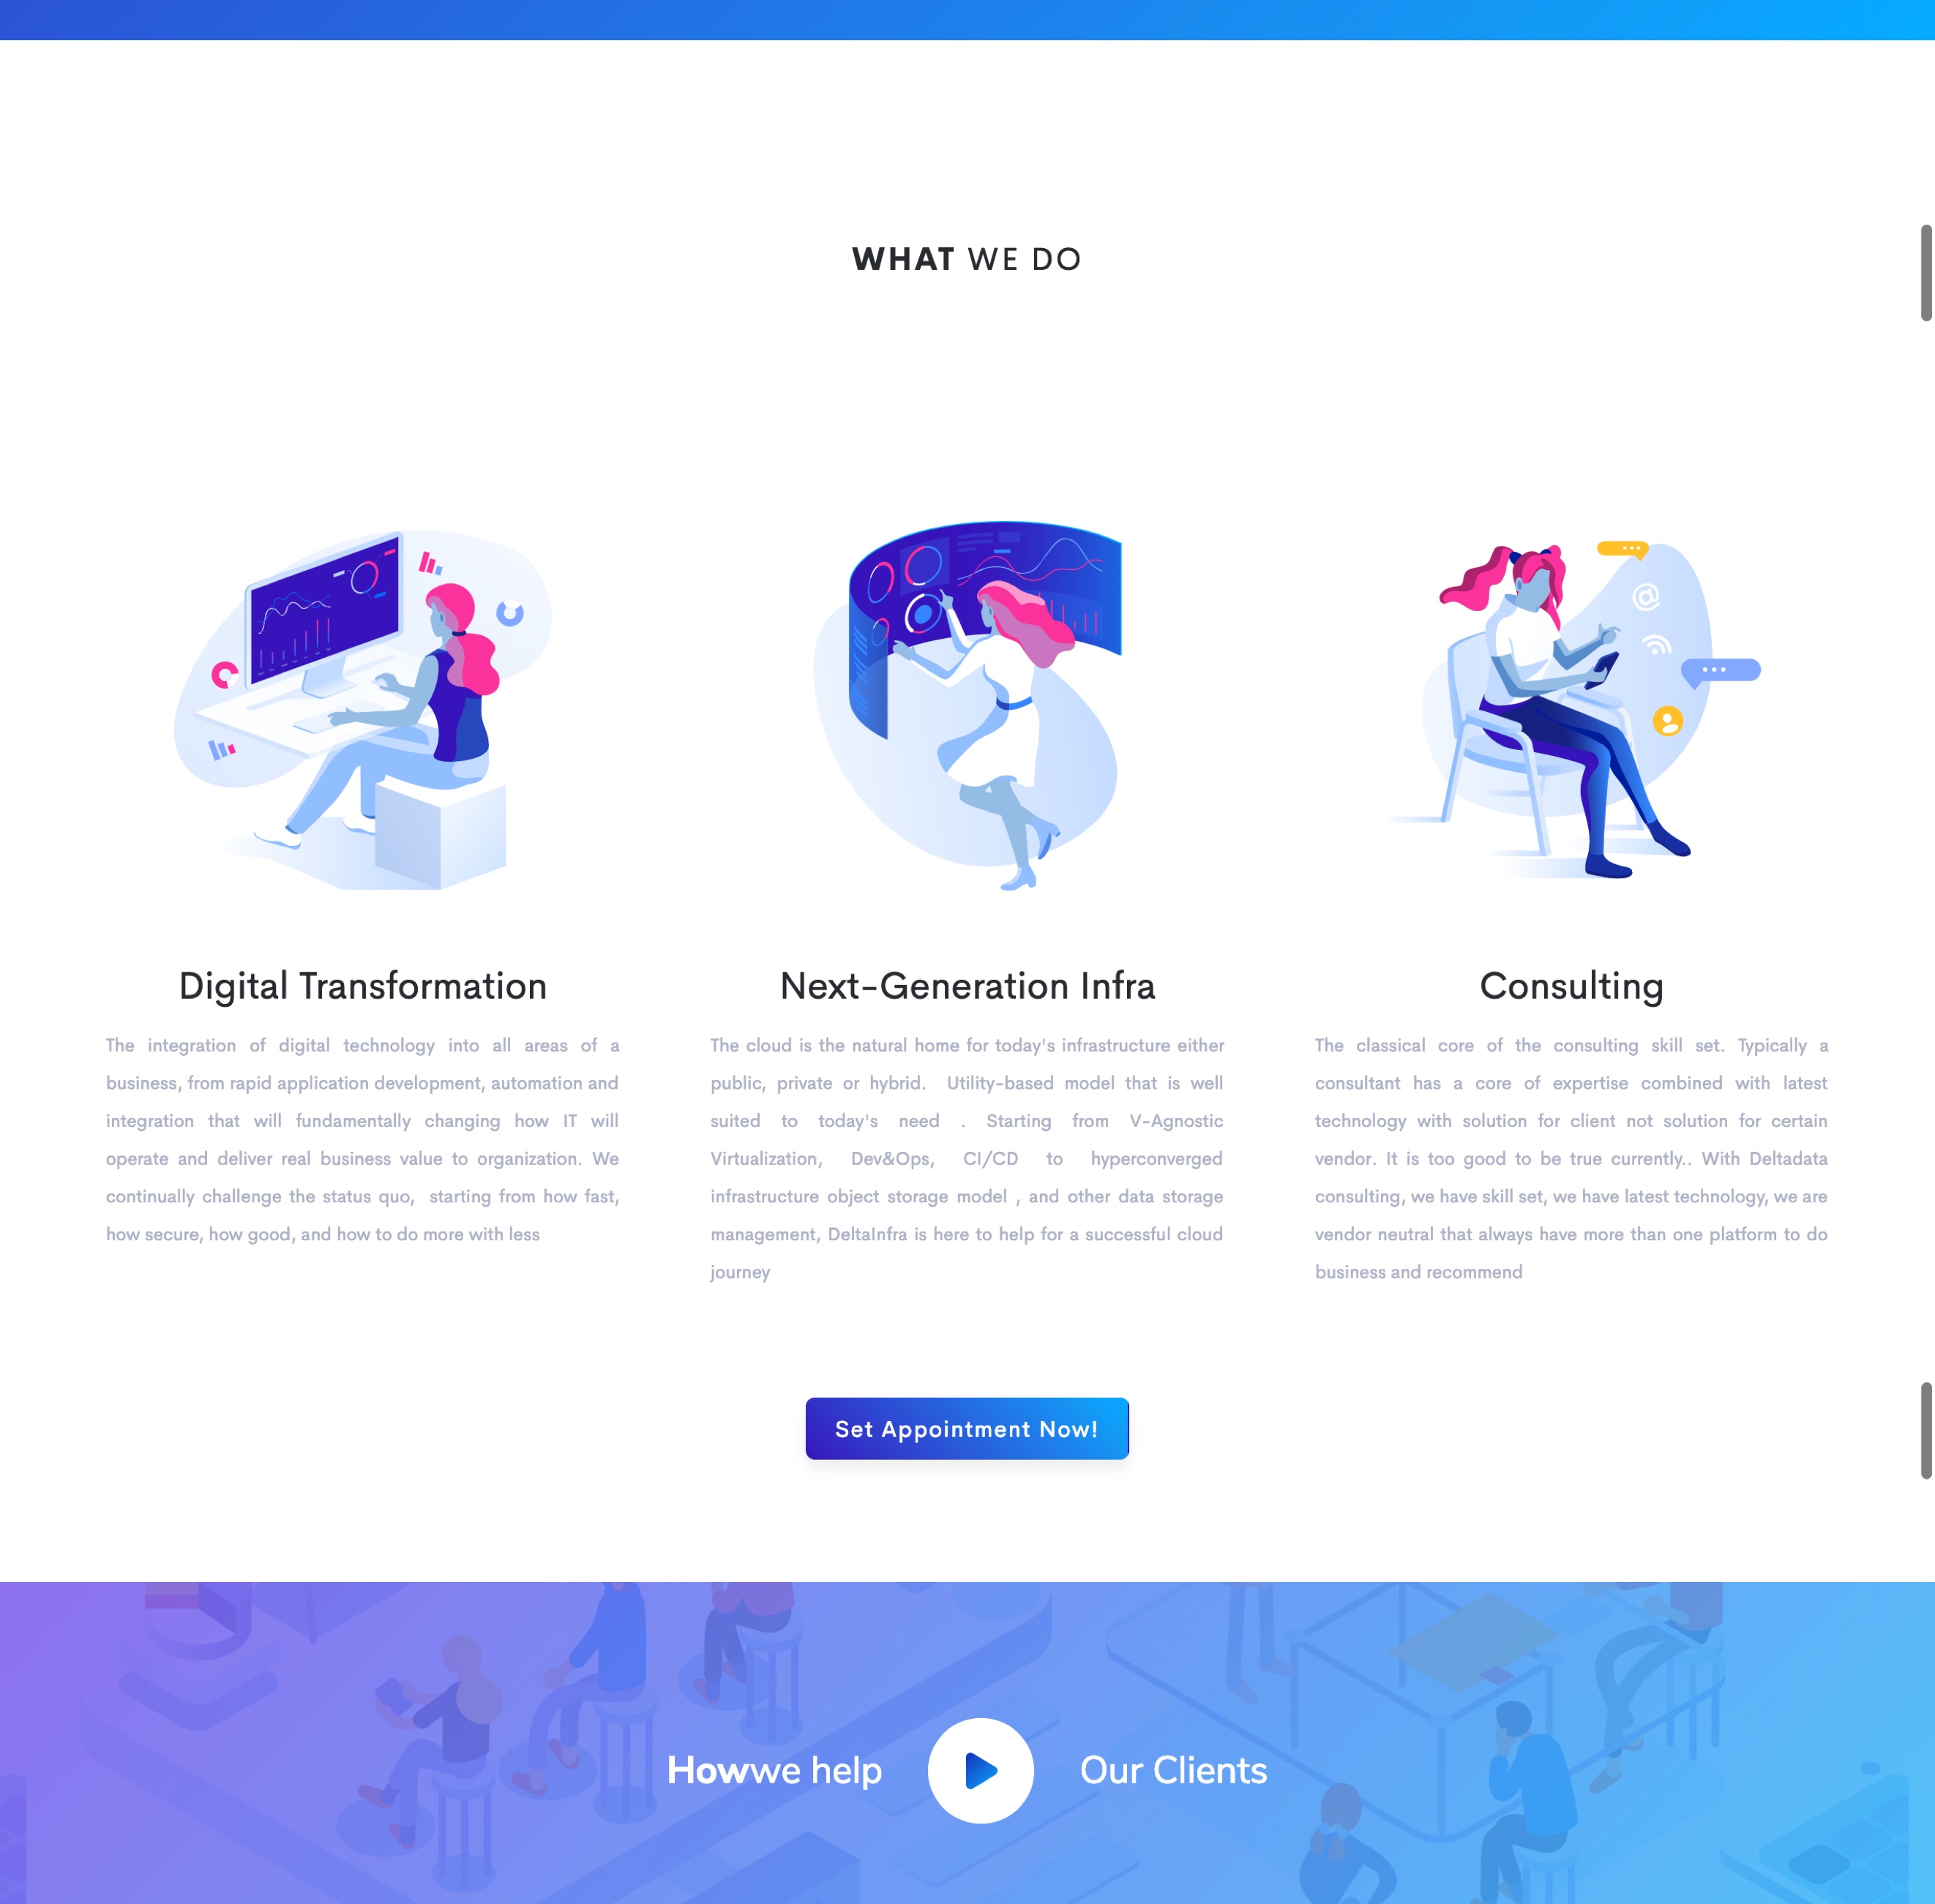 WHAT WE DO
Digital Transformation
The integration of digital technology into all areas of a
business, from rapid application development, automation and
integration that will fundamentally changing how IT will
operate and deliver real business value to organization. We
continually challenge the status quo,  starting from how fast,
how secure, how good, and how to do more with less
Next-Generation Infra
The cloud is the natural home for today's infrastructure either
public, private or hybrid.  Utility-based model that is well
suited to today's need . Starting from V-Agnostic
Virtualization, Dev&Ops, CI/CD to hyperconverged
infrastructure object storage model , and other data storage
management, DeltaInfra is here to help for a successful cloud
journey
Consulting
The classical core of the consulting skill set. Typically a
consultant has a core of expertise combined with latest
technology with solution for client not solution for certain
vendor. It is too good to be true currently.. With Deltadata
consulting, we have skill set, we have latest technology, we are
vendor neutral that always have more than one platform to do
business and recommend
Set Appointment Now!
Howwe help Our Clients